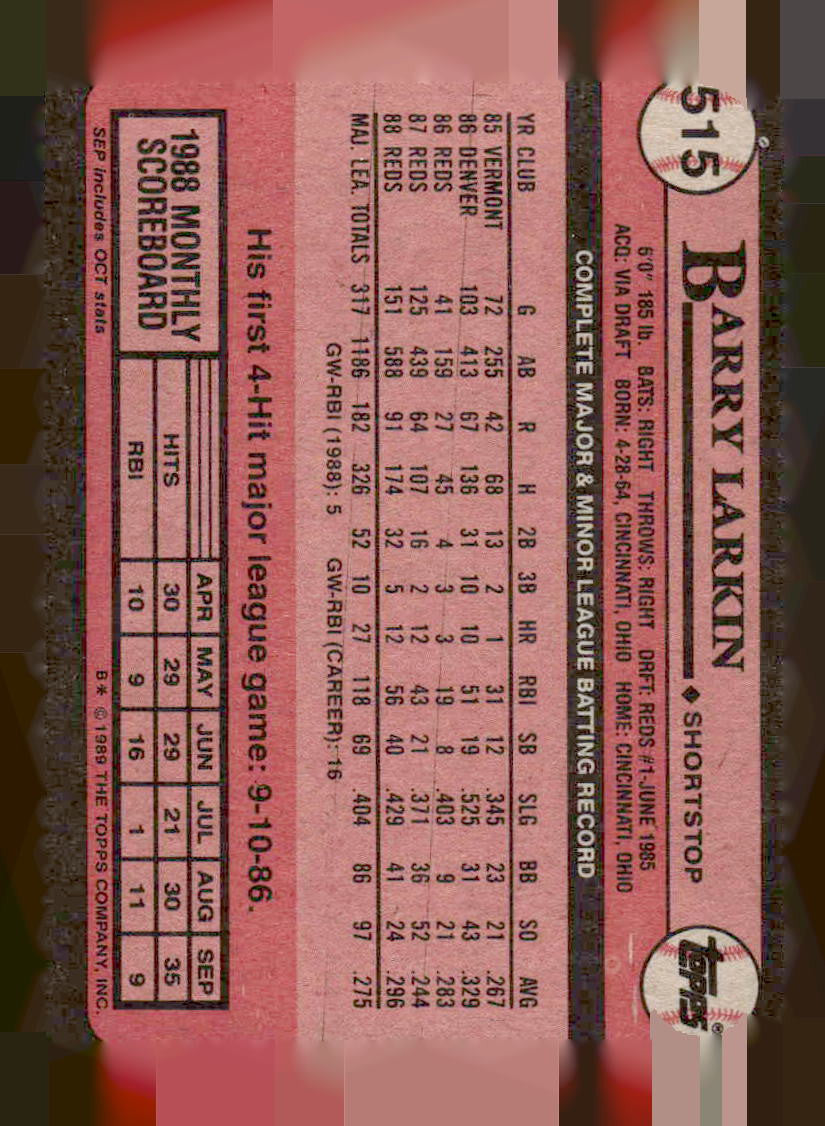 515
BARRY LARKIN ◆ SHORTSTOP
Topps®
6'0" 185 lb. BATS: RIGHT THROWS: RIGHT DRFT: REDS #1-JUNE 1985
ACQ: VIA DRAFT BORN: 4-28-64, CINCINNATI, OHIO HOME: CINCINNATI, OHIO
COMPLETE MAJOR & MINOR LEAGUE BATTING RECORD
YR CLUB G AB R H 2B 3B HR RBI SB SLG BB SO AVG
85 VERMONT 72 255 42 68 13 2 1 31 12 .345 23 21 .267
86 DENVER 103 413 67 136 31 10 10 51 19 .525 31 43 .329
86 REDS 41 159 27 45 4 3 3 19 8 .403 9 21 .283
87 REDS 125 439 64 107 16 2 12 43 21 .371 36 52 .244
88 REDS 151 588 91 174 32 5 12 56 40 .429 41 24 .296
MAJ. LEA. TOTALS 317 1186 182 326 52 10 27 118 69 .404 86 97 .275
GW-RBI (1988): 5 GW-RBI (CAREER): 16
His first 4-Hit major league game: 9-10-86.
1988 MONTHLY
SCOREBOARD
APR MAY JUN JUL AUG SEP
HITS 30 29 29 21 30 35
RBI 10 9 16 1 11 9
SEP includes OCT stats
B* © 1989 THE TOPPS COMPANY, INC.